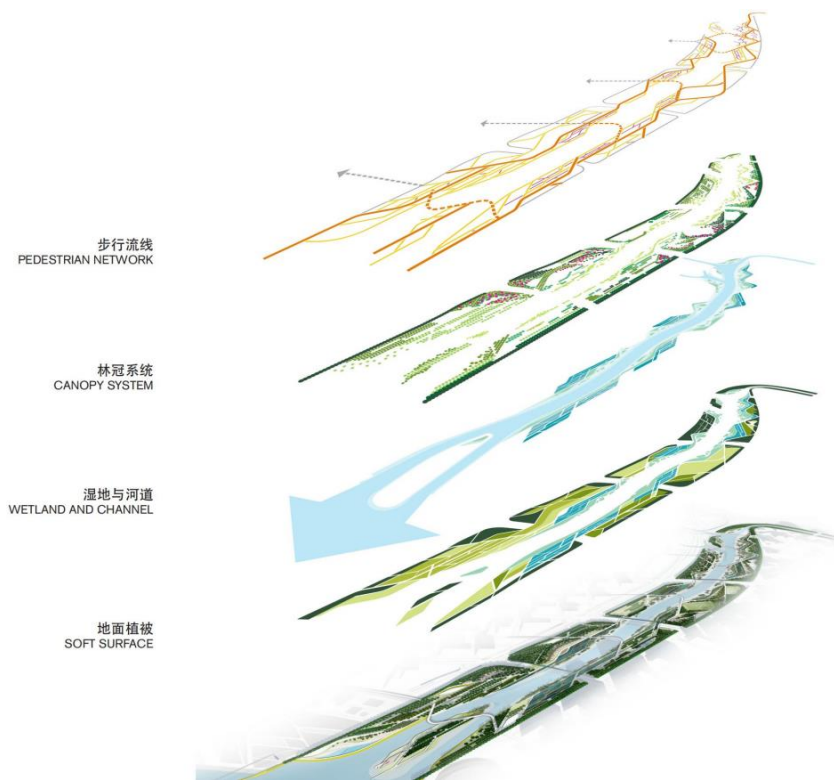 步行流线
PEDESTRIAN NETWORK
林冠系统
CANOPY SYSTEM
湿地与河道
WETLAND AND CHANNEL
地面植被
SOFT SURFACE